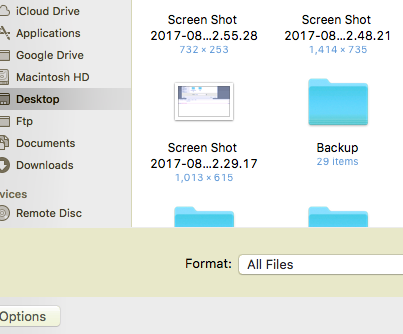 iCloud Drive
Applications
Google Drive
Macintosh HD
Desktop
Ftp
Documents
Downloads
vices
Remote Disc
Screen Shot
2017-08...2.55.28
732 × 253
Screen Shot
2017-08...2.48.21
1,414 × 735
Screen Shot
2017-08...2.29.17
1,013 × 615
Backup
29 items
Format:
All Files
Options